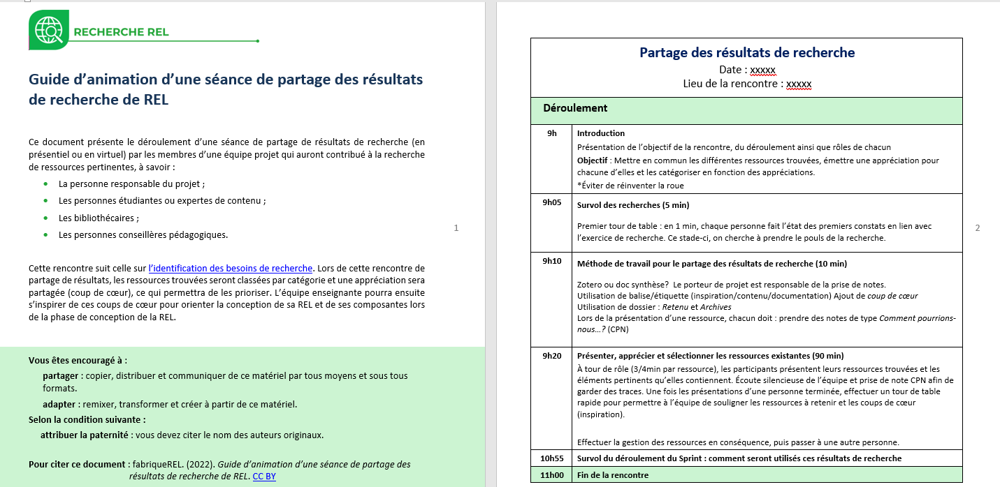 RECHERCHE REL
Guide d’animation d’une séance de partage des résultats
de recherche de REL
Ce document présente le déroulement d’une séance de partage de résultats de recherche (en
présentiel ou en virtuel) par les membres d’une équipe projet qui auront contribué à la recherche
de ressources pertinentes, à savoir :
• La personne responsable du projet ;
• Les personnes étudiantes ou expertes de contenu ;
• Les bibliothécaires ;
• Les personnes conseillères pédagogiques.
1
Cette rencontre suit celle sur l’identification des besoins de recherche. Lors de cette rencontre de
partage de résultats, les ressources trouvées seront classées par catégorie et une appréciation sera
partagée (coup de cœur), ce qui permettra de les prioriser. L’équipe enseignante pourra ensuite
s’inspirer de ces coups de cœur pour orienter la conception de sa REL et de ses composantes lors
de la phase de conception de la REL.
Vous êtes encouragé à :
partager : copier, distribuer et communiquer de ce matériel par tous moyens et sous tous
formats.
adapter : remixer, transformer et créer à partir de ce matériel.
Selon la condition suivante :
attribuer la paternité : vous devez citer le nom des auteurs originaux.
Pour citer ce document : fabriqueREL. (2022). Guide d’animation d’une séance de partage des
résultats de recherche de REL. CC BY
Partage des résultats de recherche
Date : xxxxx
Lieu de la rencontre : xxxxx
Déroulement
9h Introduction
Présentation de l’objectif de la rencontre, du déroulement ainsi que rôles de chacun
Objectif : Mettre en commun les différentes ressources trouvées, émettre une appréciation pour
chacune d’elles et les catégoriser en fonction des appréciations.
*Éviter de réinventer la roue
9h05 Survol des recherches (5 min)
Premier tour de table : en 1 min, chaque personne fait l’état des premiers constats en lien avec
l’exercice de recherche. Ce stade-ci, on cherche à prendre le pouls de la recherche.
2
9h10 Méthode de travail pour le partage des résultats de recherche (10 min)
Zotero ou doc synthèse? Le porteur de projet est responsable de la prise de notes.
Utilisation de balise/étiquette (inspiration/contenu/documentation) Ajout de coup de cœur
Utilisation de dossier : Retenu et Archives
Lors de la présentation d’une ressource, chacun doit : prendre des notes de type Comment pourrions-
nous…? (CPN)
9h20 Présenter, apprécier et sélectionner les ressources existantes (90 min)
À tour de rôle (3/4min par ressource), les participants présentent leurs ressources trouvées et les
éléments pertinents qu’elles contiennent. Écoute silencieuse de l’équipe et prise de note CPN afin de
garder des traces. Une fois les présentations d’une personne terminée, effectuer un tour de table
rapide pour permettre à l’équipe de souligner les ressources à retenir et les coups de cœur
(inspiration).
Effectuer la gestion des ressources en conséquence, puis passer à une autre personne.
10h55 Survol du déroulement du Sprint : comment seront utilisés ces résultats de recherche
11h00 Fin de la rencontre